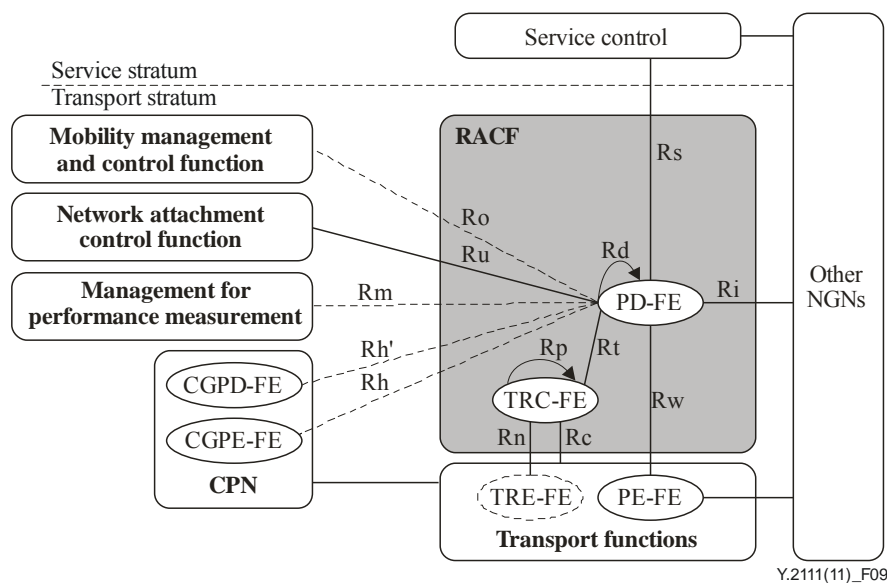 Service control
Service stratum
Transport stratum
Mobility management
and control function
RACF
Rs
Network attachment
control function
Ro
Ru
Rd
Management for
performance measurement
Rm
PD-FE
Ri
Other
NGNs
Rh'
Rh
Rp
Rt
CGPD-FE
TRC-FE
Rw
CGPE-FE
Rn
Rc
CPN
TRE-FE
PE-FE
Transport functions
Y.2111(11)_F09